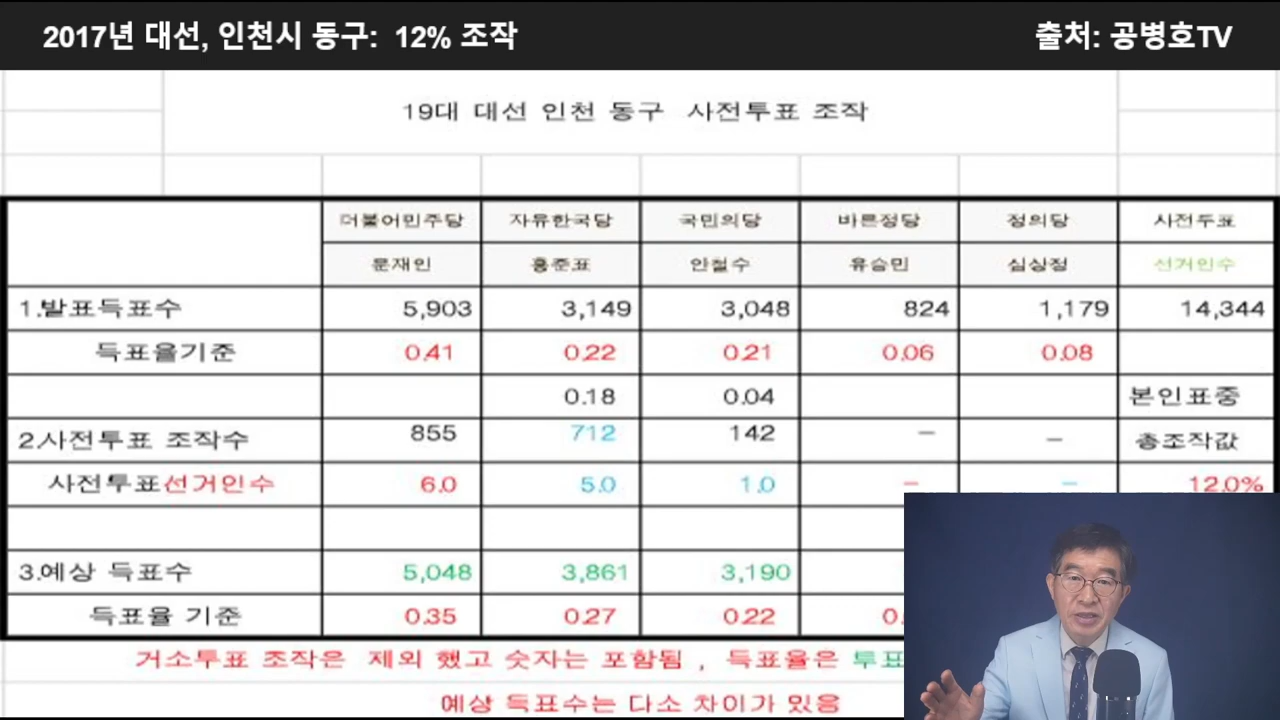 2017년 대선, 인천시 동구: 12% 조작 출처: 공병호TV
19대 대선 인천 동구 사전투표 조작
더불어민주당 자유한국당 국민의당 바른정당 정의당 사전투표
문재인 홍준표 안철수 유승민 심상정 선거인수
1.발표득표수 5,903 3,149 3,048 824 1,179 14,344
득표율기준 0.41 0.22 0.21 0.06 0.08
0.18 0.04 본인표중
2.사전투표 조작수 855 712 142 – –총조작값
사전투표선거인수 6.0 5.0 1.0 – – 12.0%
3.예상 득표수 5,048 3,861 3,190
득표율 기준 0.35 0.27 0.22 0.
거소투표 조작은 제외 했고 숫자는 포함됨 , 득표율은 투표
예상 득표수는 다소 차이가 있음